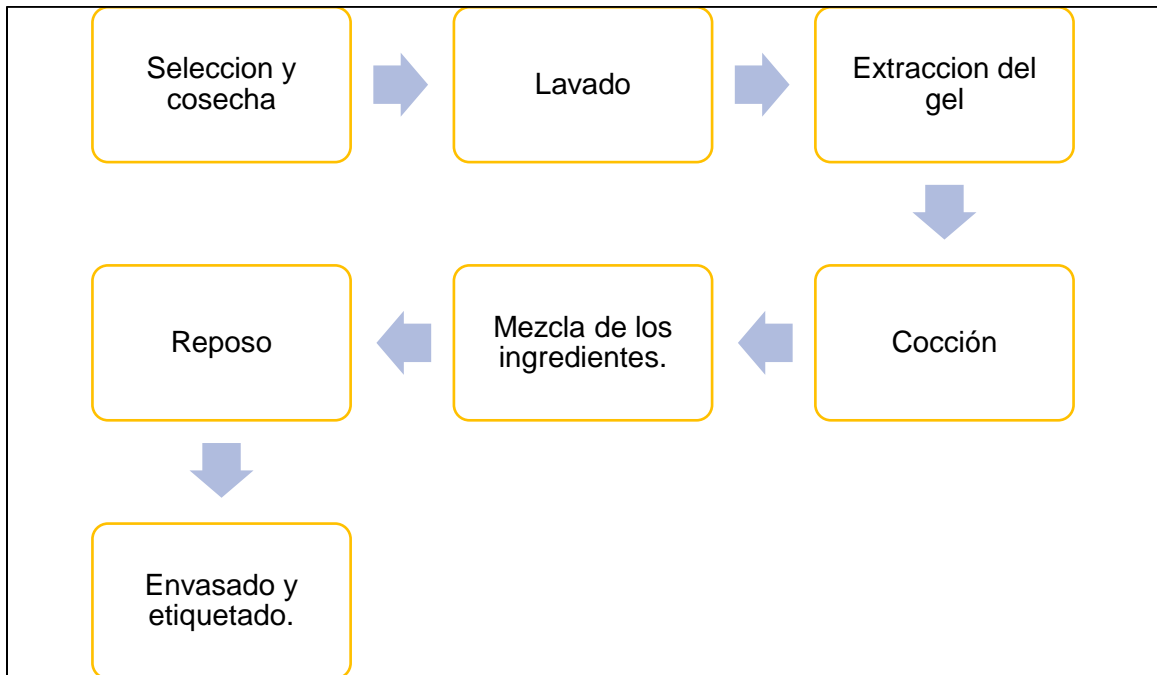 Seleccion y
cosecha
Lavado
Extraccion del
gel
Cocción
Mezcla de los
ingredientes.
Reposo
Envasado y
etiquetado.